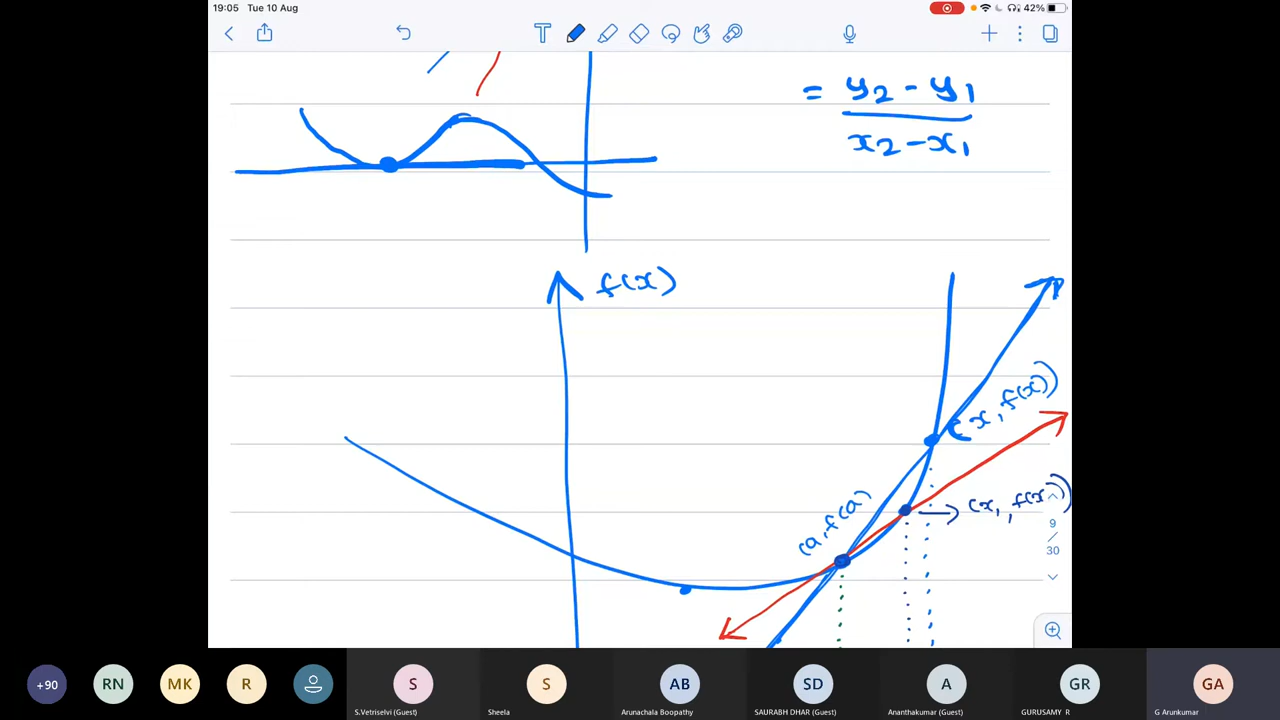 19:05 Tue 10 Aug
42%
T
= y2 - y1
x2 - x1
f(x)
(x, f(x))
(a, f(a))
(x1, f(x))
9
/
30
+90
RN
MK
R
S
S
AB
SD
A
GR
GA
S.Vetriselvi (Guest)
Sheela
Arunachala Boopathy
SAURABH DHAR (Guest)
Ananthakumar (Guest)
GURUSAMY R
G Arunkumar